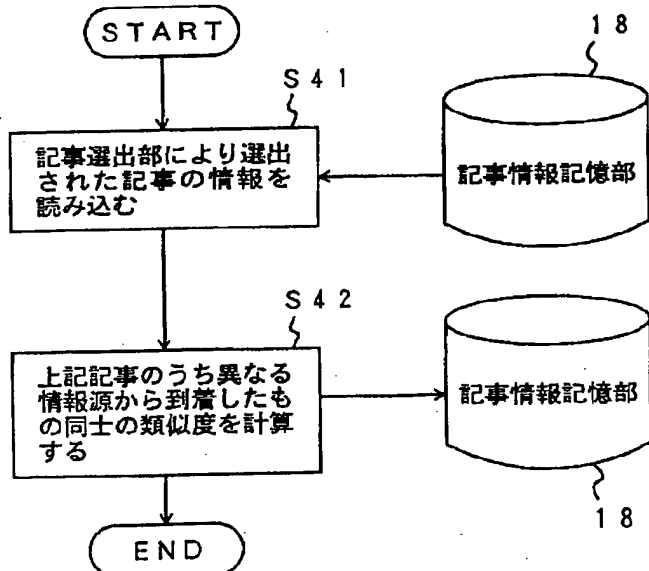 START
18
S41
記事選出部により選出
された記事の情報を
読み込む
記事情報記憶部
S42
上記記事のうち異なる
情報源から到着したも
の同士の類似度を計算
する
記事情報記憶部
18
END